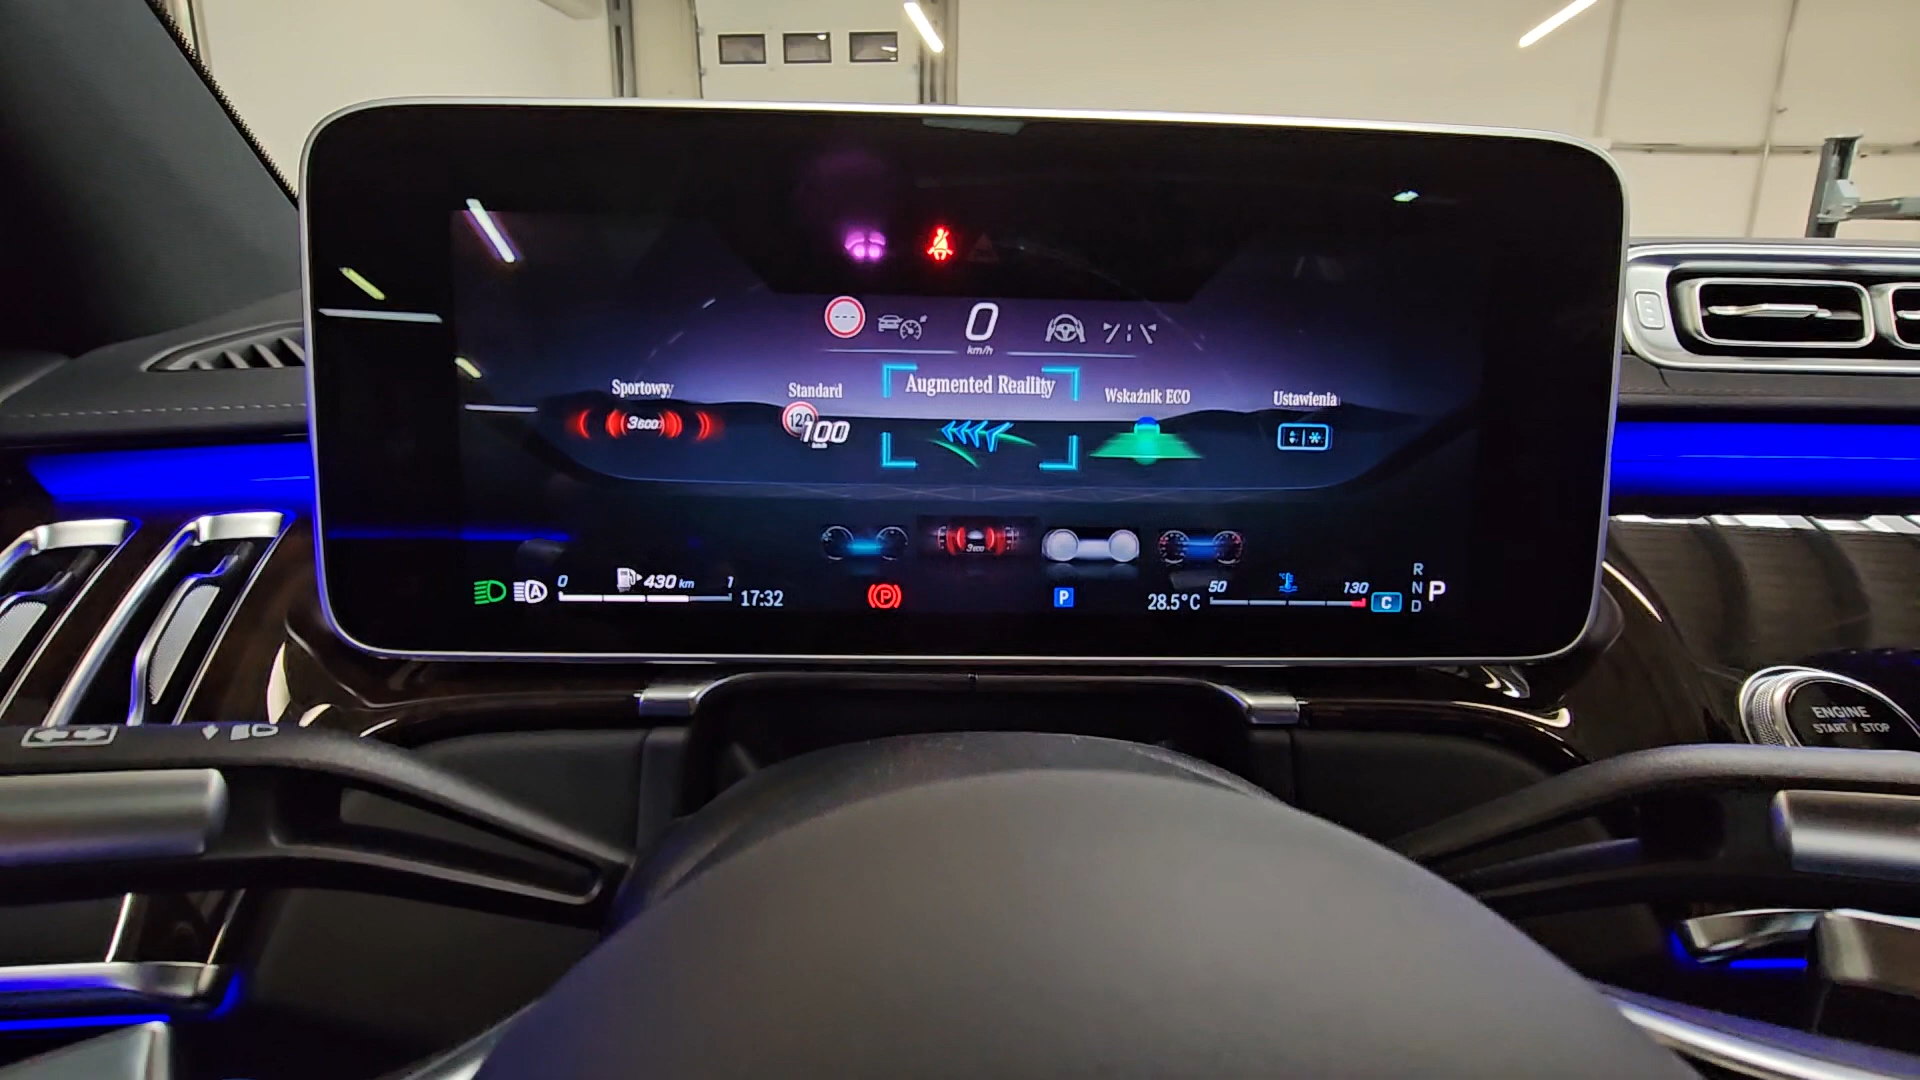 0
km/h
Sportowy
Standard
Augmented Reality
Wskaźnik ECO
Ustawienia
3600
120
100
km/h
3600
0
430 km
1
17:32
P
P
28.5°C
50
130
C
R
N
D
P
A
ENGINE
START / STOP